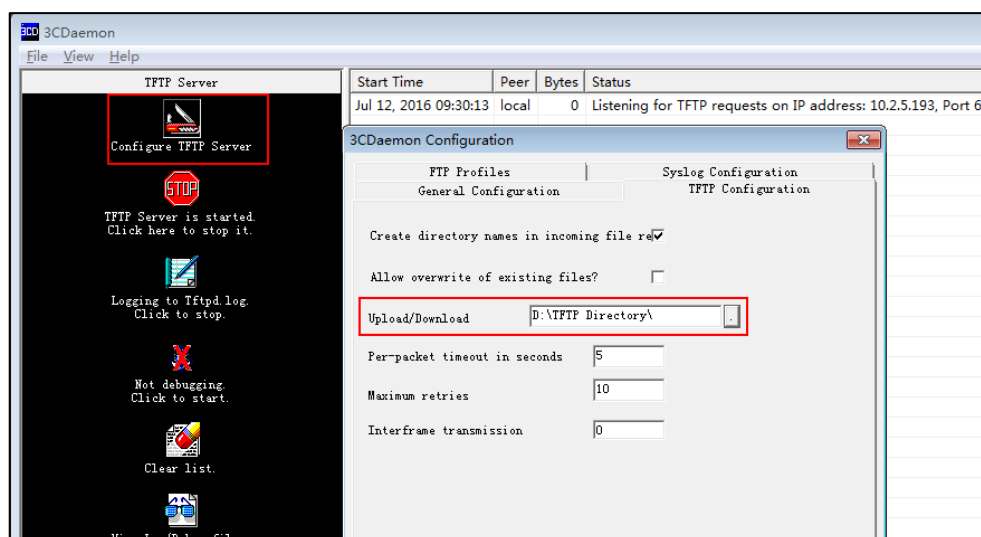 3CD 3CDaemon
File View Help
TFTP Server
Start Time Peer Bytes Status
Jul 12, 2016 09:30:13 local 0 Listening for TFTP requests on IP address: 10.2.5.193, Port 6
Configure TFTP Server
STOP
TFTP Server is started.
Click here to stop it.
Logging to Tftpd.log.
Click to stop.
Not debugging.
Click to start.
Clear list.
3CDaemon Configuration
FTP Profiles Syslog Configuration
General Configuration TFTP Configuration
Create directory names in incoming file re
Allow overwrite of existing files?
Upload/Download D:\TFTP Directory\ .
Per-packet timeout in seconds 5
Maximum retries 10
Interframe transmission 0